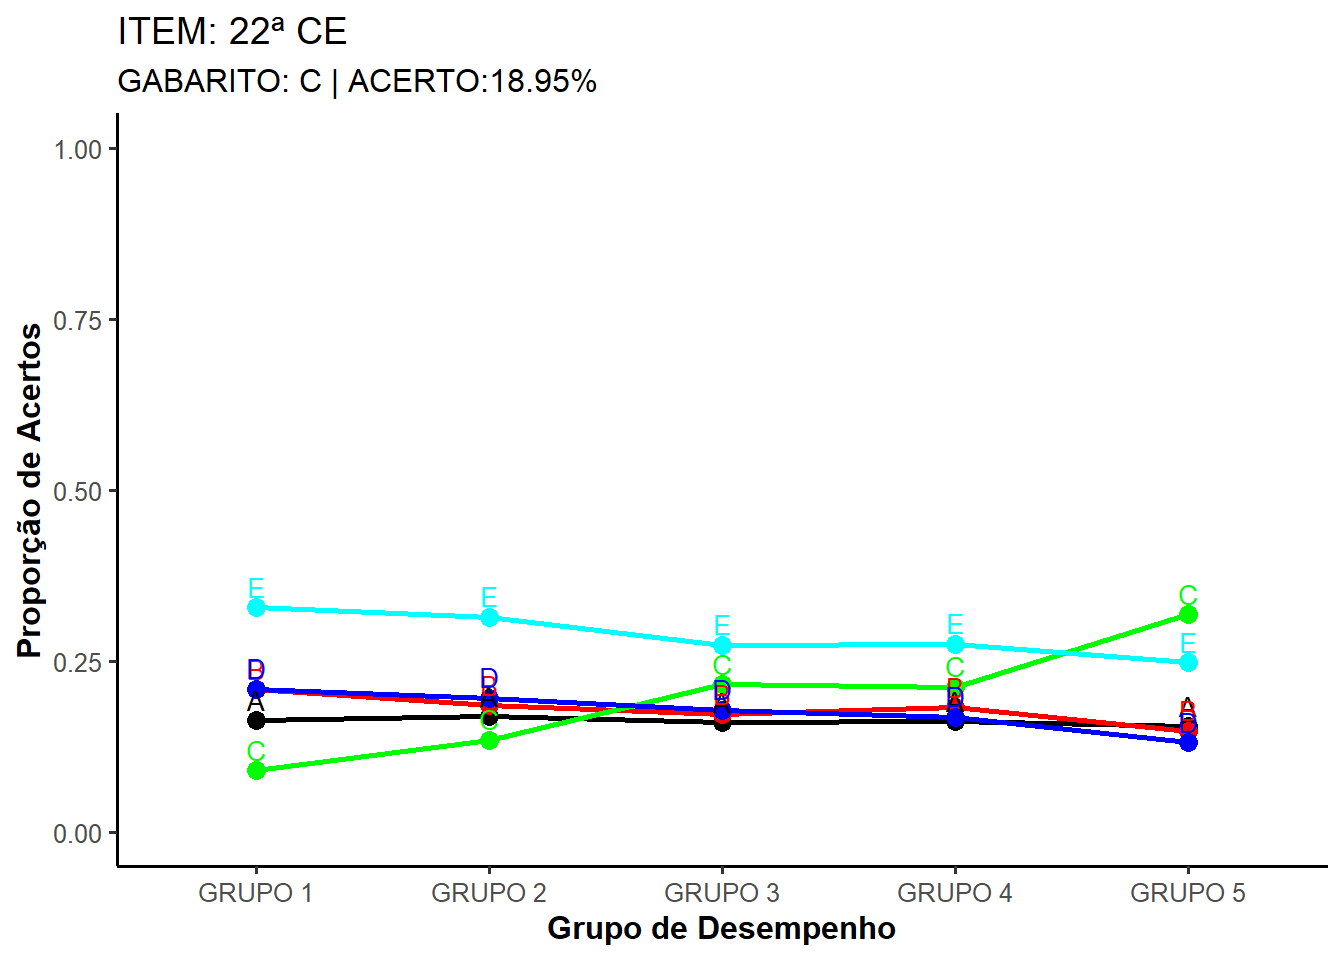 ITEM: 22ª CE
GABARITO: C | ACERTO:18.95%
1.00
0.75
0.50
0.25
0.00
Proporção de Acertos
E E E E E
C C C C C
D D D D D
B B B B B
A A A A A
GRUPO 1 GRUPO 2 GRUPO 3 GRUPO 4 GRUPO 5
Grupo de Desempenho